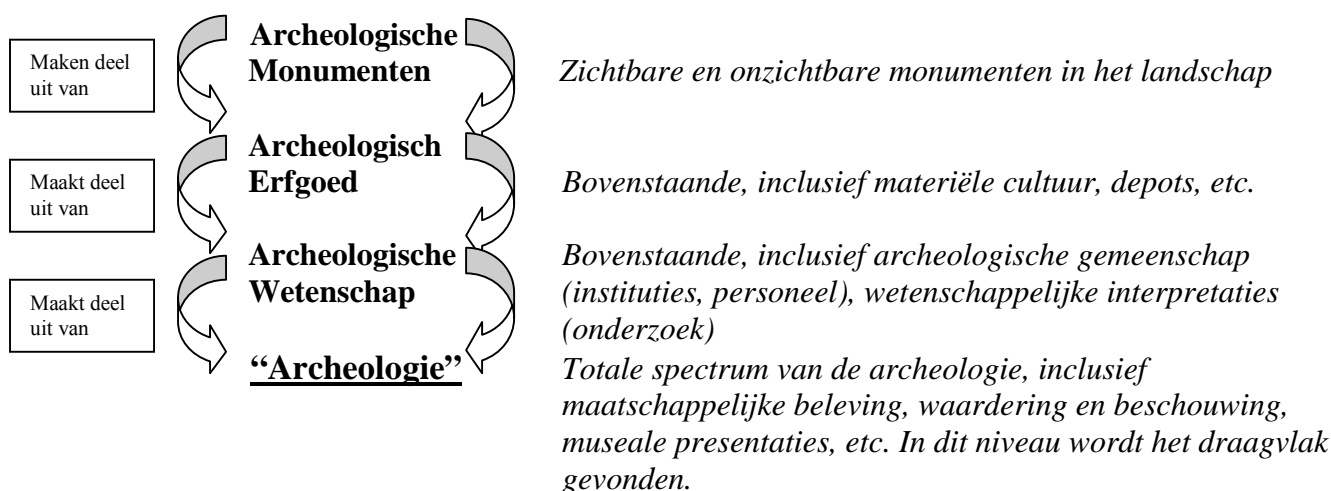 Maken deel
uit van
Archeologische
Monumenten
Zichtbare en onzichtbare monumenten in het landschap
Maakt deel
uit van
Archeologisch
Erfgoed
Bovenstaande, inclusief materiële cultuur, depots, etc.
Maakt deel
uit van
Archeologische
Wetenschap
Bovenstaande, inclusief archeologische gemeenschap
(instituties, personeel), wetenschappelijke interpretaties
(onderzoek)
“Archeologie”
Totale spectrum van de archeologie, inclusief
maatschappelijke beleving, waardering en beschouwing,
museale presentaties, etc. In dit niveau wordt het draagvlak
gevonden.